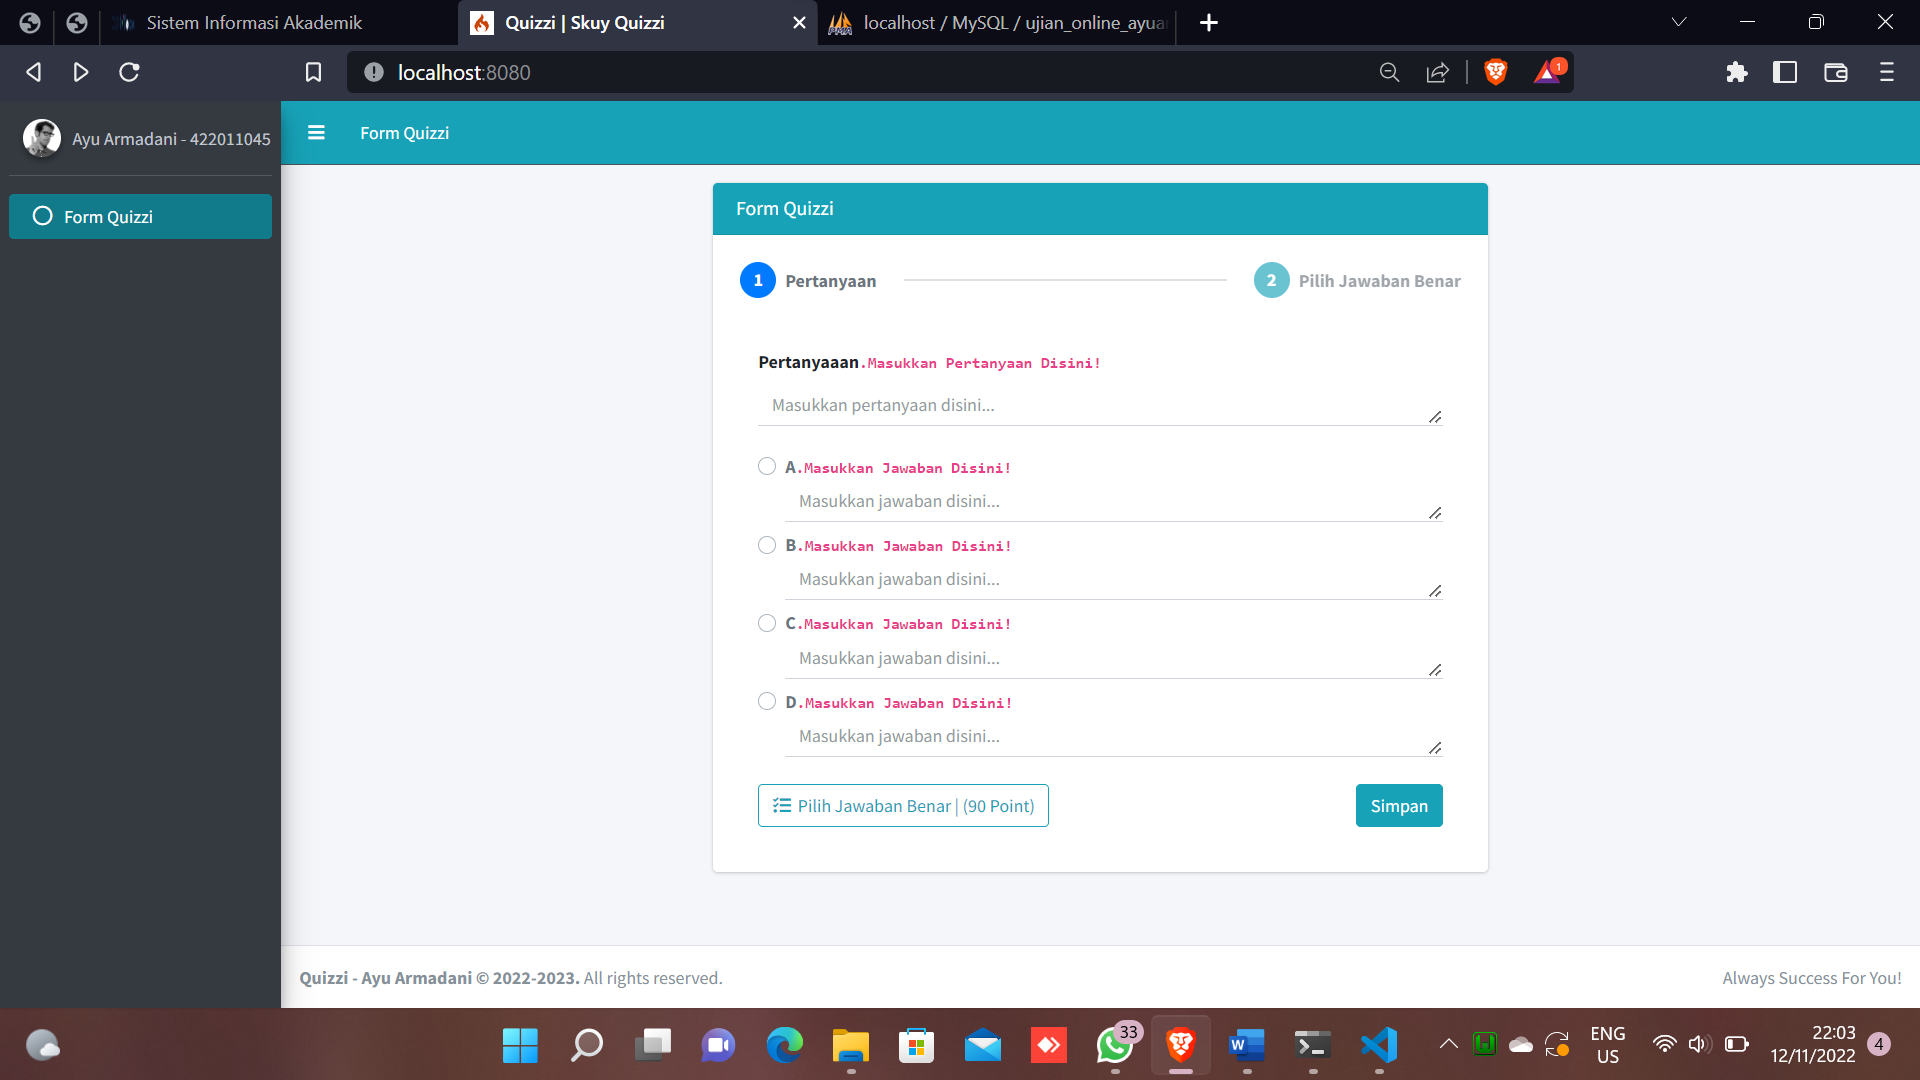 Sistem Informasi Akademik
Quizzi | Skuy Quizzi
localhost / MySQL / ujian_online_ayuar
localhost:8080
1
Ayu Armadani - 422011045
Form Quizzi
Form Quizzi
Form Quizzi
1 Pertanyaan
2 Pilih Jawaban Benar
Pertanyaaan.Masukkan Pertanyaan Disini!
Masukkan pertanyaan disini...
A.Masukkan Jawaban Disini!
Masukkan jawaban disini...
B.Masukkan Jawaban Disini!
Masukkan jawaban disini...
C.Masukkan Jawaban Disini!
Masukkan jawaban disini...
D.Masukkan Jawaban Disini!
Masukkan jawaban disini...
Pilih Jawaban Benar | (90 Point)
Simpan
Quizzi - Ayu Armadani © 2022-2023. All rights reserved.
Always Success For You!
33
ENG
US
22:03
12/11/2022
4